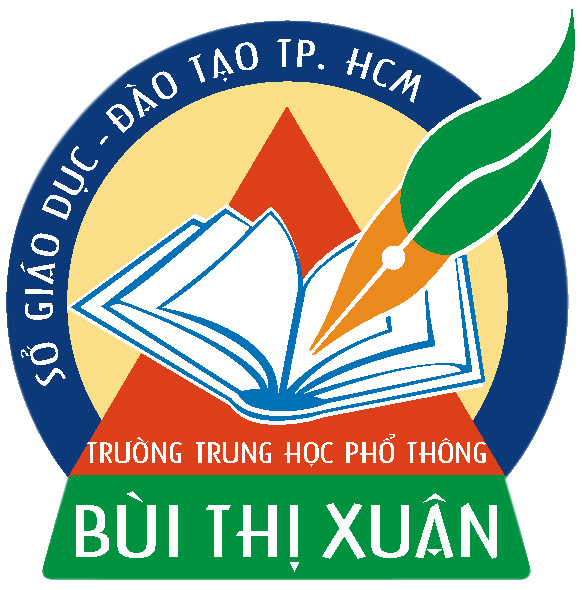 SỞ GIÁO DỤC - ĐÀO TẠO TP. HCM
TRƯỜNG TRUNG HỌC PHỔ THÔNG
BÙI THỊ XUÂN